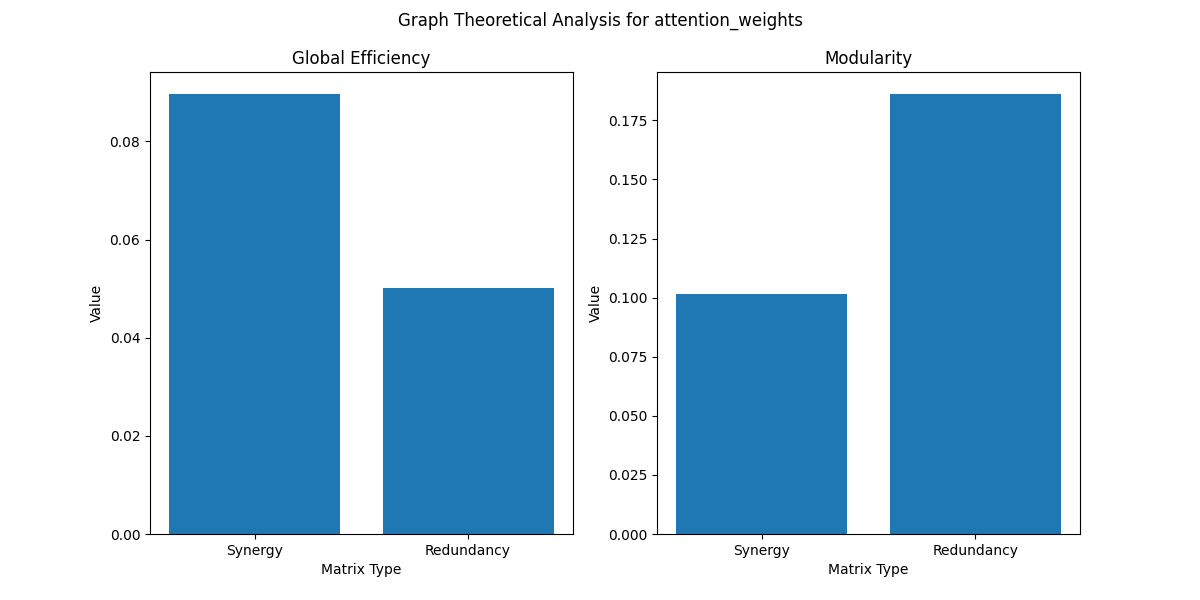 Graph Theoretical Analysis for attention_weights
Global Efficiency
Value
0.08
0.06
0.04
0.02
0.00
Synergy
Redundancy
Matrix Type
Modularity
Value
0.175
0.150
0.125
0.100
0.075
0.050
0.025
0.000
Synergy
Redundancy
Matrix Type